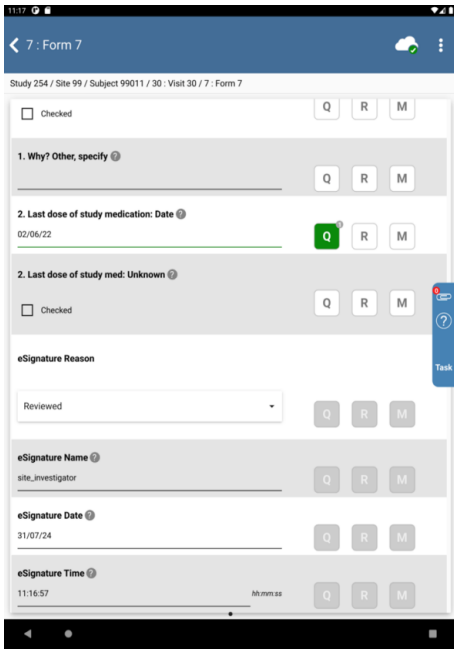 11:17
7 : Form 7
Study 254 / Site 99 / Subject 99011 / 30 : Visit 30 / 7 : Form 7
Checked
Q R M
1. Why? Other, specify ?
Q R M
2. Last dose of study medication: Date ?
02/06/22
Q 1 R M
2. Last dose of study med: Unknown ?
Checked
Q R M
0
?
Task
eSignature Reason
Reviewed
Q R M
eSignature Name ?
site_investigator
Q R M
eSignature Date ?
31/07/24
Q R M
eSignature Time ?
11:16:57 hh:mm:ss
Q R M